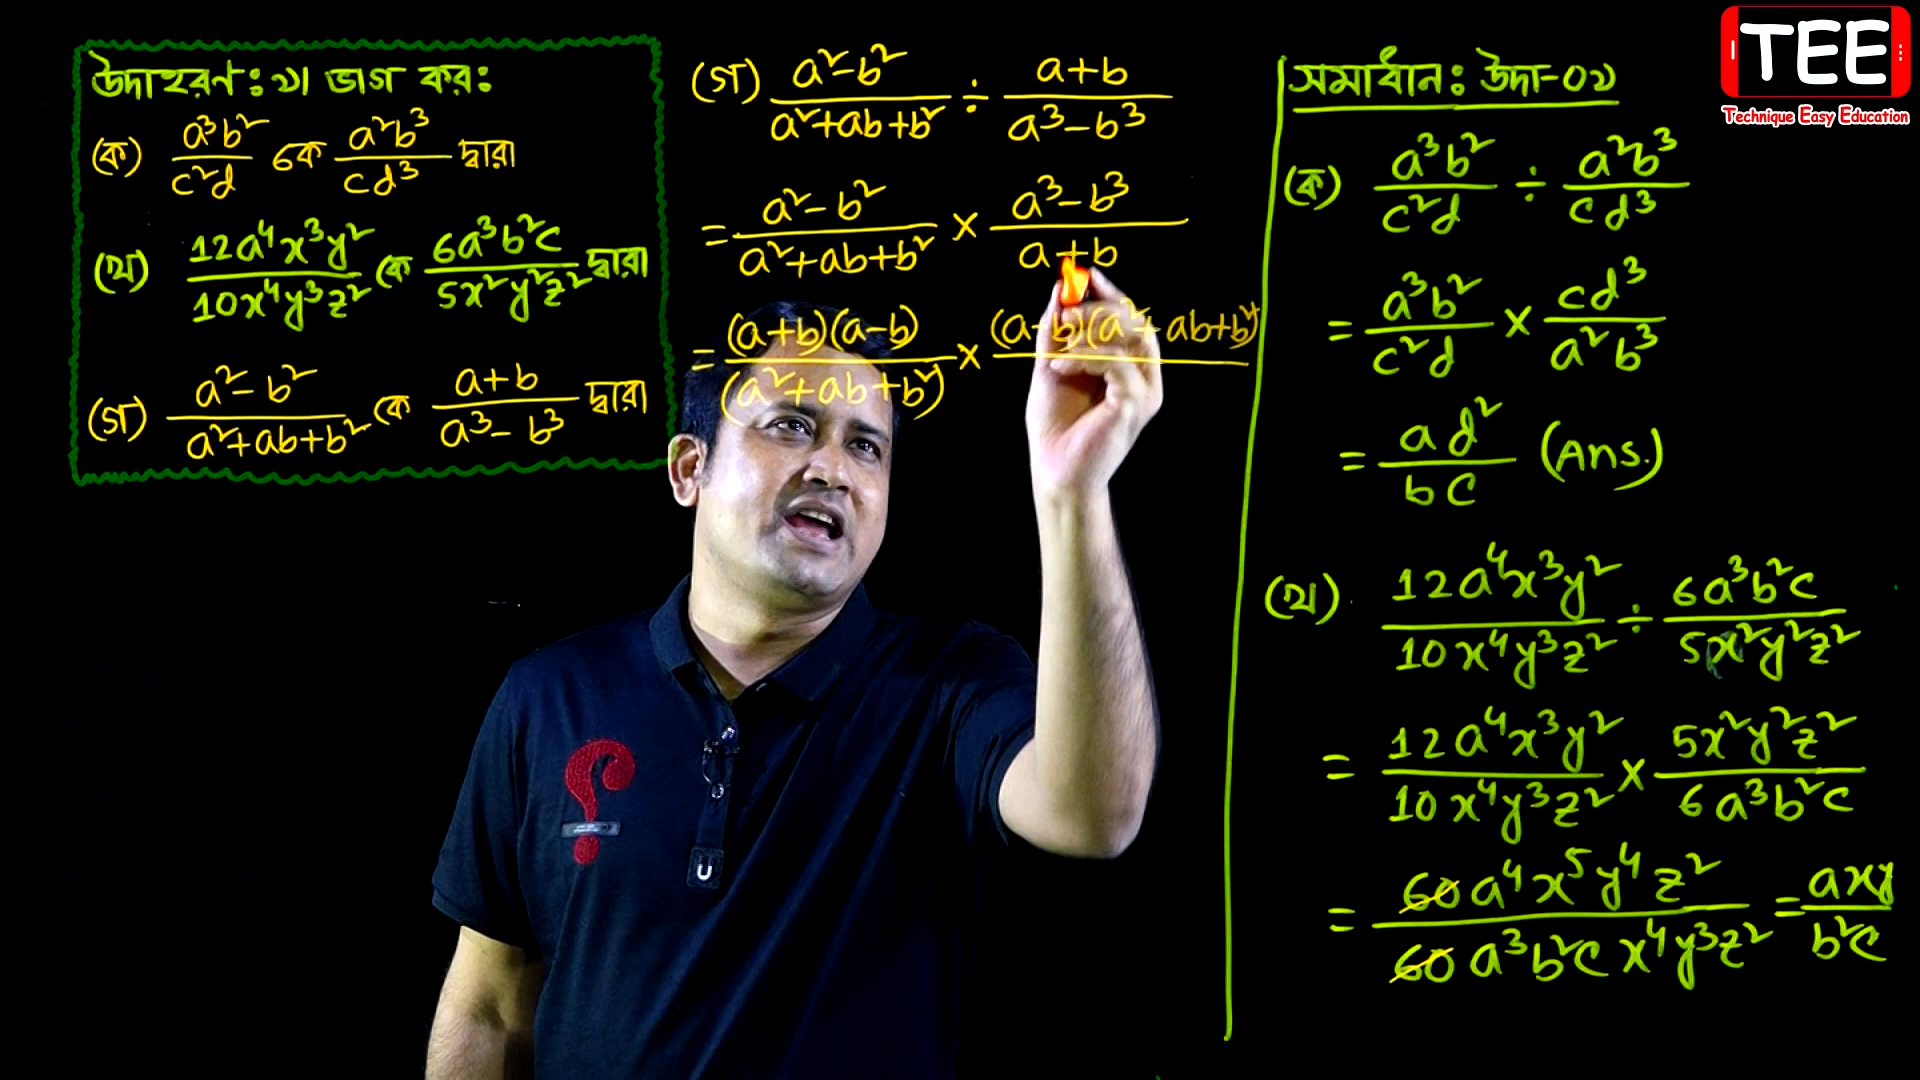 উদাহরণ: ১। ভাগ কর:
(ক) a³b²/c²d কে a²b³/cd³ দ্বারা
(খ) 12a⁴x³y²/10x⁴y³z² কে 6a³b²c/5x²y²z² দ্বারা
(গ) a²-b²/a²+ab+b² কে a+b/a³-b³ দ্বারা
(গ) a²-b²/a²+ab+b² ÷ a+b/a³-b³
= a²-b²/a²+ab+b² × a³-b³/a+b
= (a+b)(a-b)/(a²+ab+b²) × (a-b)(a²+ab+b²)
সমাধান: উদা-০১
(ক) a³b²/c²d ÷ a²b³/cd³
= a³b²/c²d × cd³/a²b³
= ad²/bc (Ans.)
(খ) 12a⁴x³y²/10x⁴y³z² ÷ 6a³b²c/5x²y²z²
= 12a⁴x³y²/10x⁴y³z² × 5x²y²z²/6a³b²c
= 60a⁴x⁵y⁴z²/60a³b²cx⁴y³z² = axy/b²c
TEE
Technique Easy Education
U